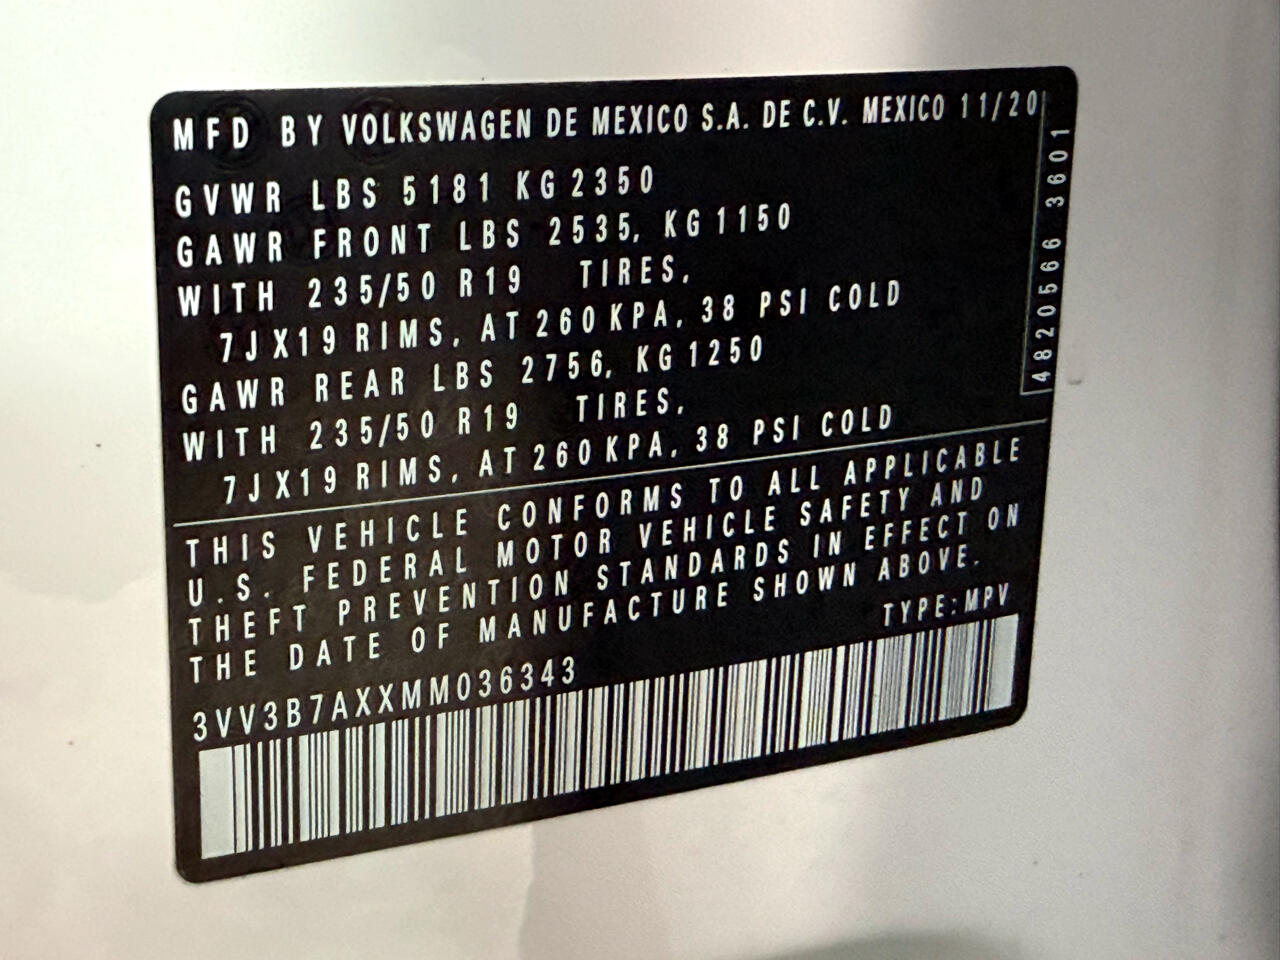 MFD BY VOLKSWAGEN DE MEXICO S.A. DE C.V. MEXICO 11/20
GVWR LBS 5181 KG 2350
GAWR FRONT LBS 2535, KG 1150
WITH 235/50 R19 TIRES,
7JX19 RIMS, AT 260 KPA, 38 PSI COLD
GAWR REAR LBS 2756, KG 1250
WITH 235/50 R19 TIRES,
7JX19 RIMS, AT 260 KPA, 38 PSI COLD
4820566 3601
THIS VEHICLE CONFORMS TO ALL APPLICABLE
U.S. FEDERAL MOTOR VEHICLE SAFETY AND
THEFT PREVENTION STANDARDS IN EFFECT ON
THE DATE OF MANUFACTURE SHOWN ABOVE.
TYPE:MPV
3VV3B7AXXMM036343